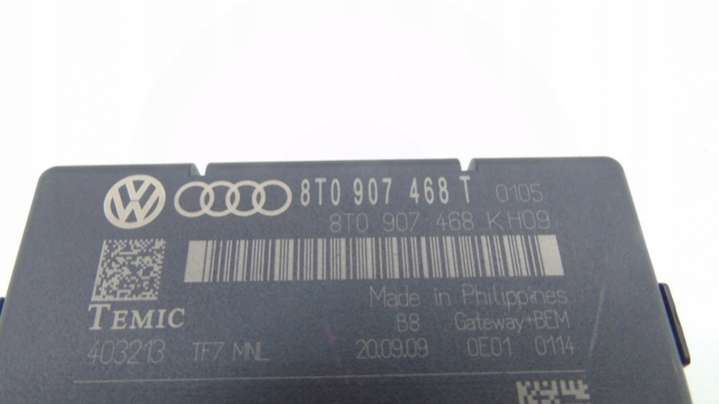 8T0 907 468 T 0105
8T0 907 468 K H09
Made in Philippines
TEMIC B8 Gateway+BEM
403213 TF7 MNL 20.09.09 0E01 0114